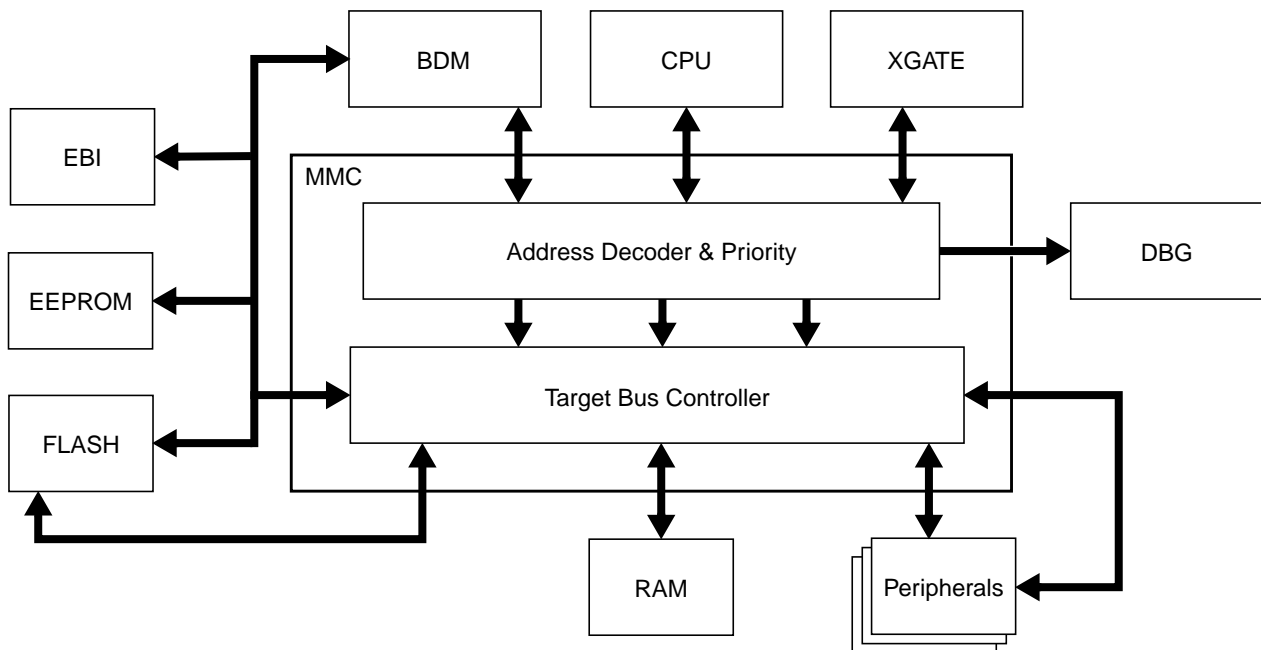 BDM
CPU
XGATE
EBI
MMC
Address Decoder & Priority
DBG
EEPROM
Target Bus Controller
FLASH
RAM
Peripherals